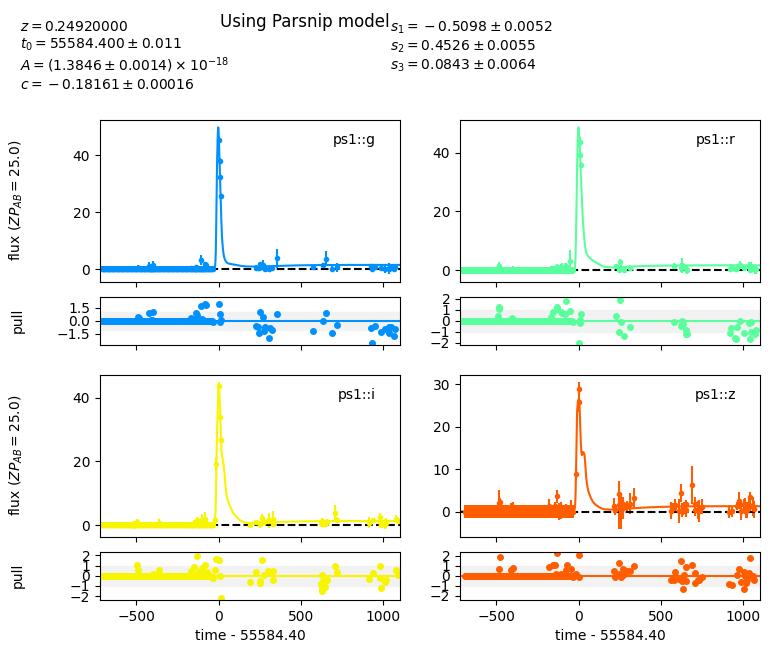 Using Parsnip model
z = 0.24920000
t₀ = 55584.400 ± 0.011
A = (1.3846 ± 0.0014) × 10⁻¹⁸
c = −0.18161 ± 0.00016
s₁ = −0.5098 ± 0.0052
s₂ = 0.4526 ± 0.0055
s₃ = 0.0843 ± 0.0064
flux (ZP_AB = 25.0)
40
20
0
ps1::g
40
20
0
ps1::r
pull
1.5
0.0
−1.5
2
1
0
−1
−2
flux (ZP_AB = 25.0)
40
20
0
ps1::i
30
20
10
0
ps1::z
pull
2
1
0
−1
−2
2
1
0
−1
−2
−500 0 500 1000
−500 0 500 1000
time - 55584.40
time - 55584.40